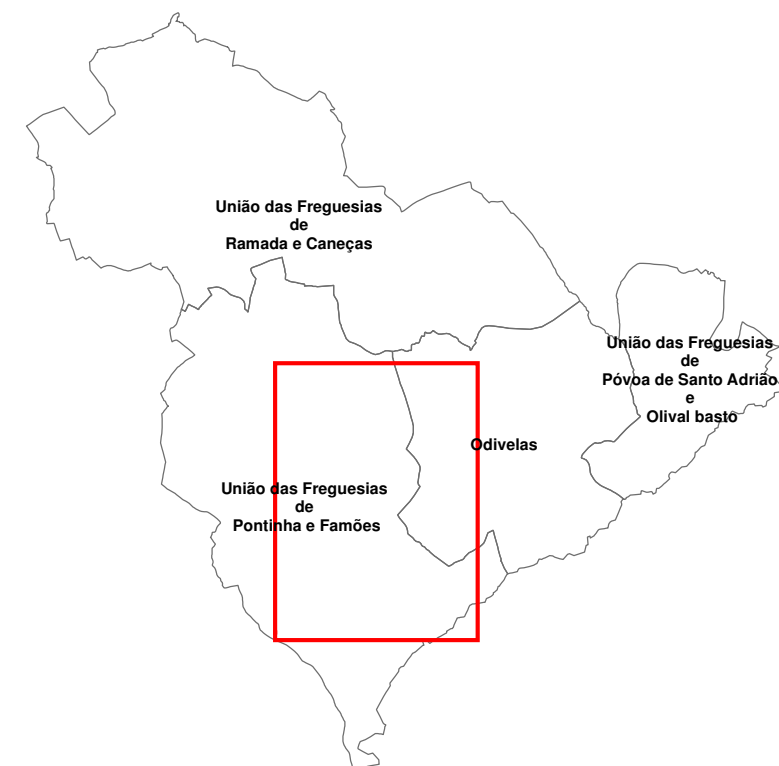 União das Freguesias
de
Ramada e Caneças
União das Freguesias
de
Póvoa de Santo Adrião
e
Olival basto
Odivelas
União das Freguesias
de
Pontinha e Famões